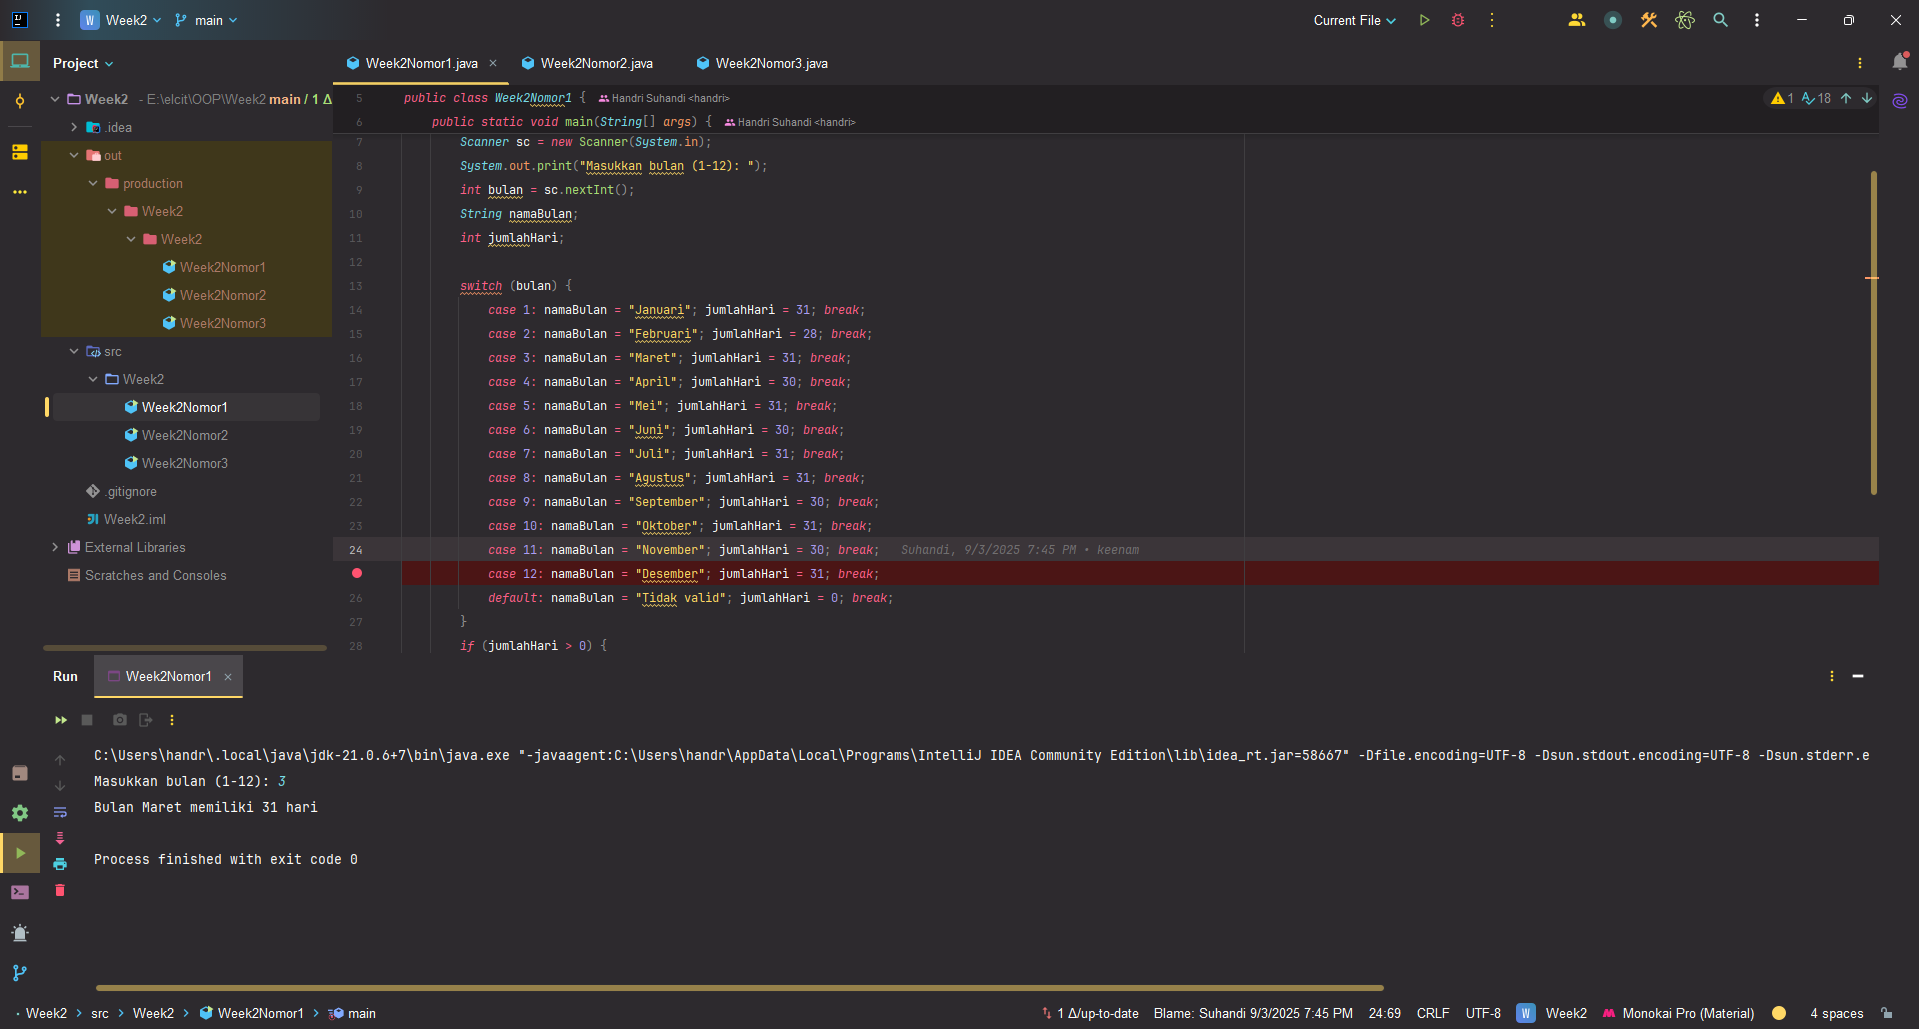 W Week2 main Current File
Project Week2Nomor1.java Week2Nomor2.java Week2Nomor3.java
Week2 - E:\elcit\OOP\Week2 main / 1 Δ
.idea
out
production
Week2
Week2
Week2Nomor1
Week2Nomor2
Week2Nomor3
src
Week2
Week2Nomor1
Week2Nomor2
Week2Nomor3
.gitignore
Week2.iml
External Libraries
Scratches and Consoles
1 18
5 public class Week2Nomor1 { Handri Suhandi <handri>
6 public static void main(String[] args) { Handri Suhandi <handri>
7 Scanner sc = new Scanner(System.in);
8 System.out.print("Masukkan bulan (1-12): ");
9 int bulan = sc.nextInt();
10 String namaBulan;
11 int jumlahHari;
12
13 switch (bulan) {
14 case 1: namaBulan = "Januari"; jumlahHari = 31; break;
15 case 2: namaBulan = "Februari"; jumlahHari = 28; break;
16 case 3: namaBulan = "Maret"; jumlahHari = 31; break;
17 case 4: namaBulan = "April"; jumlahHari = 30; break;
18 case 5: namaBulan = "Mei"; jumlahHari = 31; break;
19 case 6: namaBulan = "Juni"; jumlahHari = 30; break;
20 case 7: namaBulan = "Juli"; jumlahHari = 31; break;
21 case 8: namaBulan = "Agustus"; jumlahHari = 31; break;
22 case 9: namaBulan = "September"; jumlahHari = 30; break;
23 case 10: namaBulan = "Oktober"; jumlahHari = 31; break;
24 case 11: namaBulan = "November"; jumlahHari = 30; break; Suhandi, 9/3/2025 7:45 PM • keenam
case 12: namaBulan = "Desember"; jumlahHari = 31; break;
26 default: namaBulan = "Tidak valid"; jumlahHari = 0; break;
27 }
28 if (jumlahHari > 0) {
Run Week2Nomor1
C:\Users\handr\.local\java\jdk-21.0.6+7\bin\java.exe "-javaagent:C:\Users\handr\AppData\Local\Programs\IntelliJ IDEA Community Edition\lib\idea_rt.jar=58667" -Dfile.encoding=UTF-8 -Dsun.stdout.encoding=UTF-8 -Dsun.stderr.e
Masukkan bulan (1-12): 3
Bulan Maret memiliki 31 hari
Process finished with exit code 0
Week2 > src > Week2 > Week2Nomor1 > main 1 Δ/up-to-date Blame: Suhandi 9/3/2025 7:45 PM 24:69 CRLF UTF-8 W Week2 Monokai Pro (Material) 4 spaces